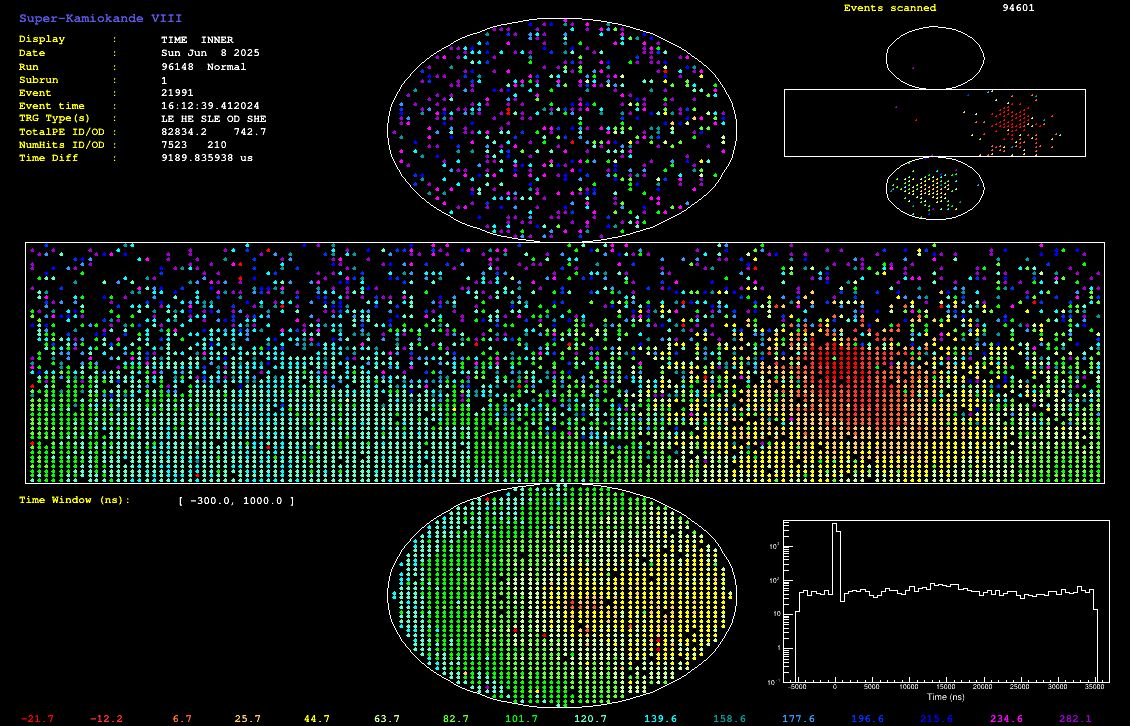 Super-Kamiokande VIII
Events scanned 94601
Display : TIME INNER
Date : Sun Jun 8 2025
Run : 96148 Normal
Subrun : 1
Event : 21991
Event time : 16:12:39.412024
TRG Type(s) : LE HE SLE OD SHE
TotalPE ID/OD : 82834.2 742.7
NumHits ID/OD : 7523 210
Time Diff : 9189.835938 us
Time Window (ns): [ -300.0, 1000.0 ]
10³
10²
10
1
10⁻¹
-5000 0 5000 10000 15000 20000 25000 30000 35000
Time (ns)
-21.7 -12.2 6.7 25.7 44.7 63.7 82.7 101.7 120.7 139.6 158.6 177.6 196.6 215.6 234.6 282.1